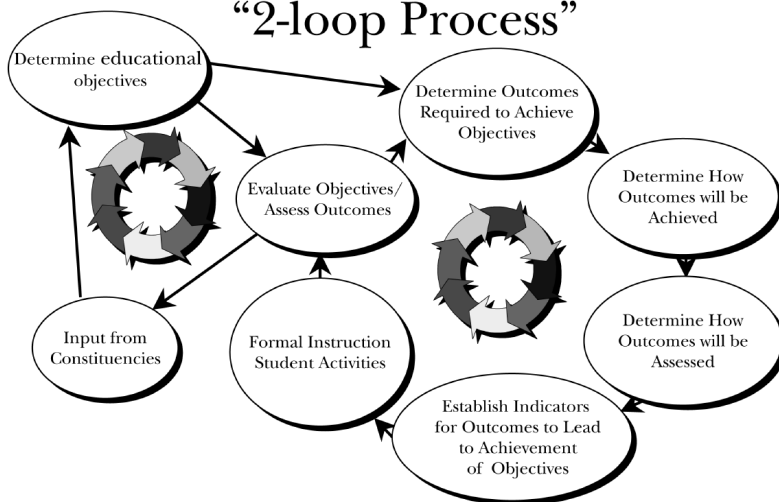 “2-loop Process”
Determine educational
objectives
Determine Outcomes
Required to Achieve
Objectives
Evaluate Objectives/
Assess Outcomes
Determine How
Outcomes will be
Achieved
Input from
Constituencies
Formal Instruction
Student Activities
Determine How
Outcomes will be
Assessed
Establish Indicators
for Outcomes to Lead
to Achievement
of Objectives